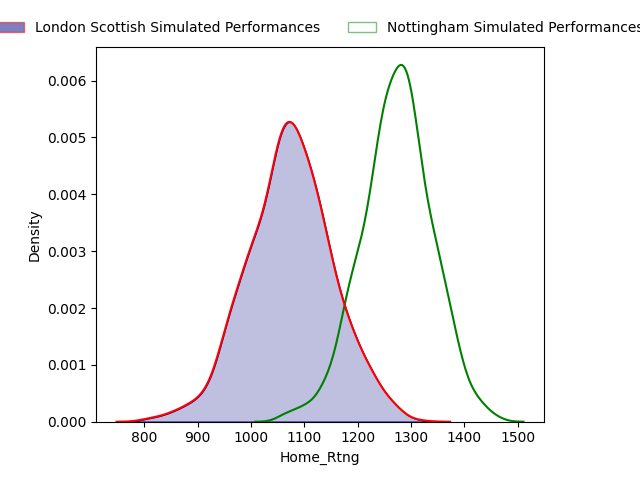 London Scottish Simulated Performances Nottingham Simulated Performances
0.006
0.005
0.004
0.003
0.002
0.001
0.000
Density
800 900 1000 1100 1200 1300 1400 1500
Home_Rtng